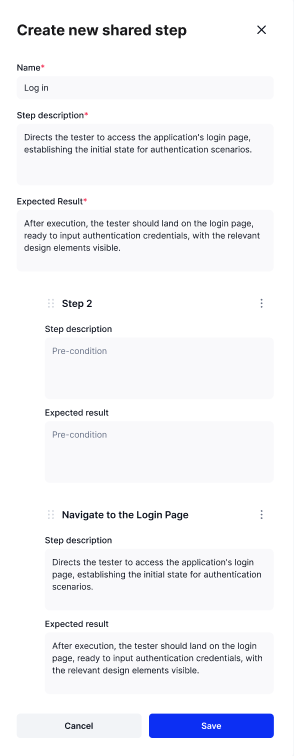 Create new shared step
Name*
Log in
Step description*
Directs the tester to access the application's login page,
establishing the initial state for authentication scenarios.
Expected Result*
After execution, the tester should land on the login page,
ready to input authentication credentials, with the relevant
design elements visible.
Step 2
Step description
Pre-condition
Expected result
Pre-condition
Navigate to the Login Page
Step description
Directs the tester to access the application's login
page, establishing the initial state for authentication
scenarios.
Expected result
After execution, the tester should land on the login
page, ready to input authentication credentials, with
the relevant design elements visible.
Cancel
Save